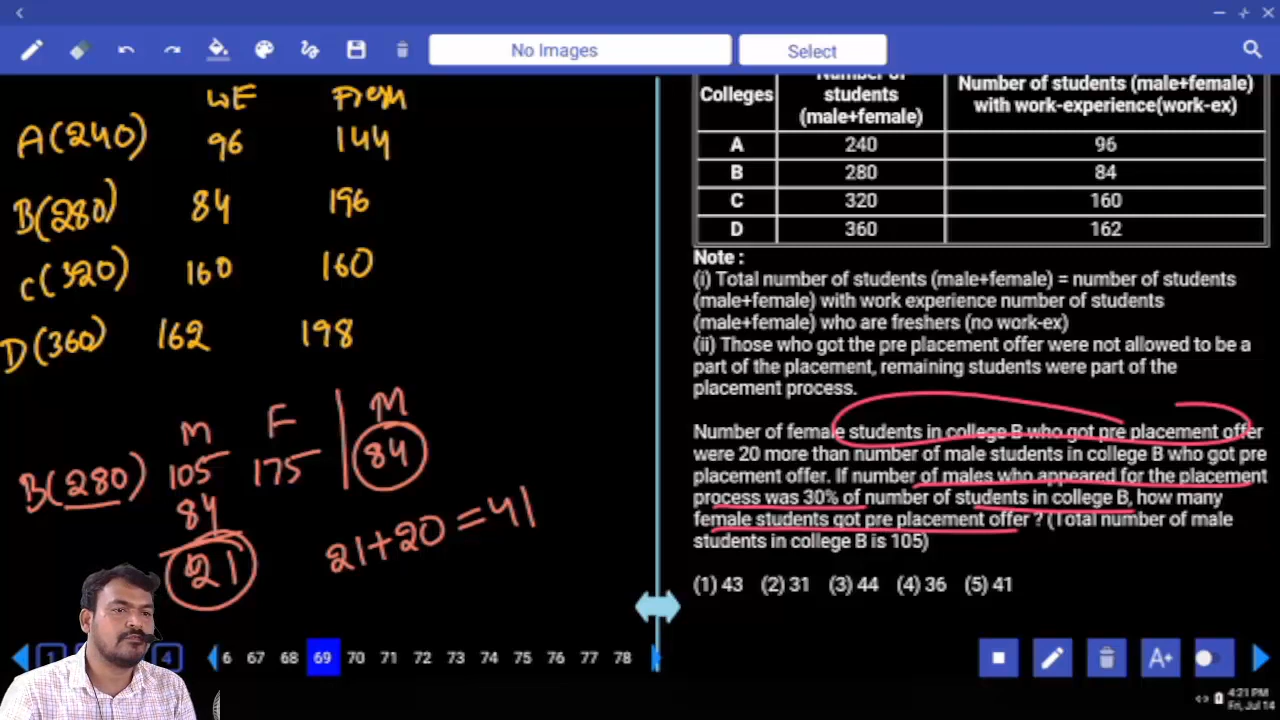 No Images
Select
WE Fresh
A(240) 96 144
B(280) 84 196
C(320) 160 160
D(360) 162 198
M F M
B(280) 105 175 84
84
21 21+20=41
Number of
Colleges students Number of students (male+female)
(male+female) with work-experience(work-ex)
A 240 96
B 280 84
C 320 160
D 360 162
Note :
(i) Total number of students (male+female) = number of students
(male+female) with work experience number of students
(male+female) who are freshers (no work-ex)
(ii) Those who got the pre placement offer were not allowed to be a
part of the placement, remaining students were part of the
placement process.
Number of female students in college B who got pre placement offer
were 20 more than number of male students in college B who got pre
placement offer. If number of males who appeared for the placement
process was 30% of number of students in college B, how many
female students got pre placement offer ? (Total number of male
students in college B is 105)
(1) 43 (2) 31 (3) 44 (4) 36 (5) 41
1 4 6 67 68 69 70 71 72 73 74 75 76 77 78
A+
4:21 PM
Fri, Jul 14